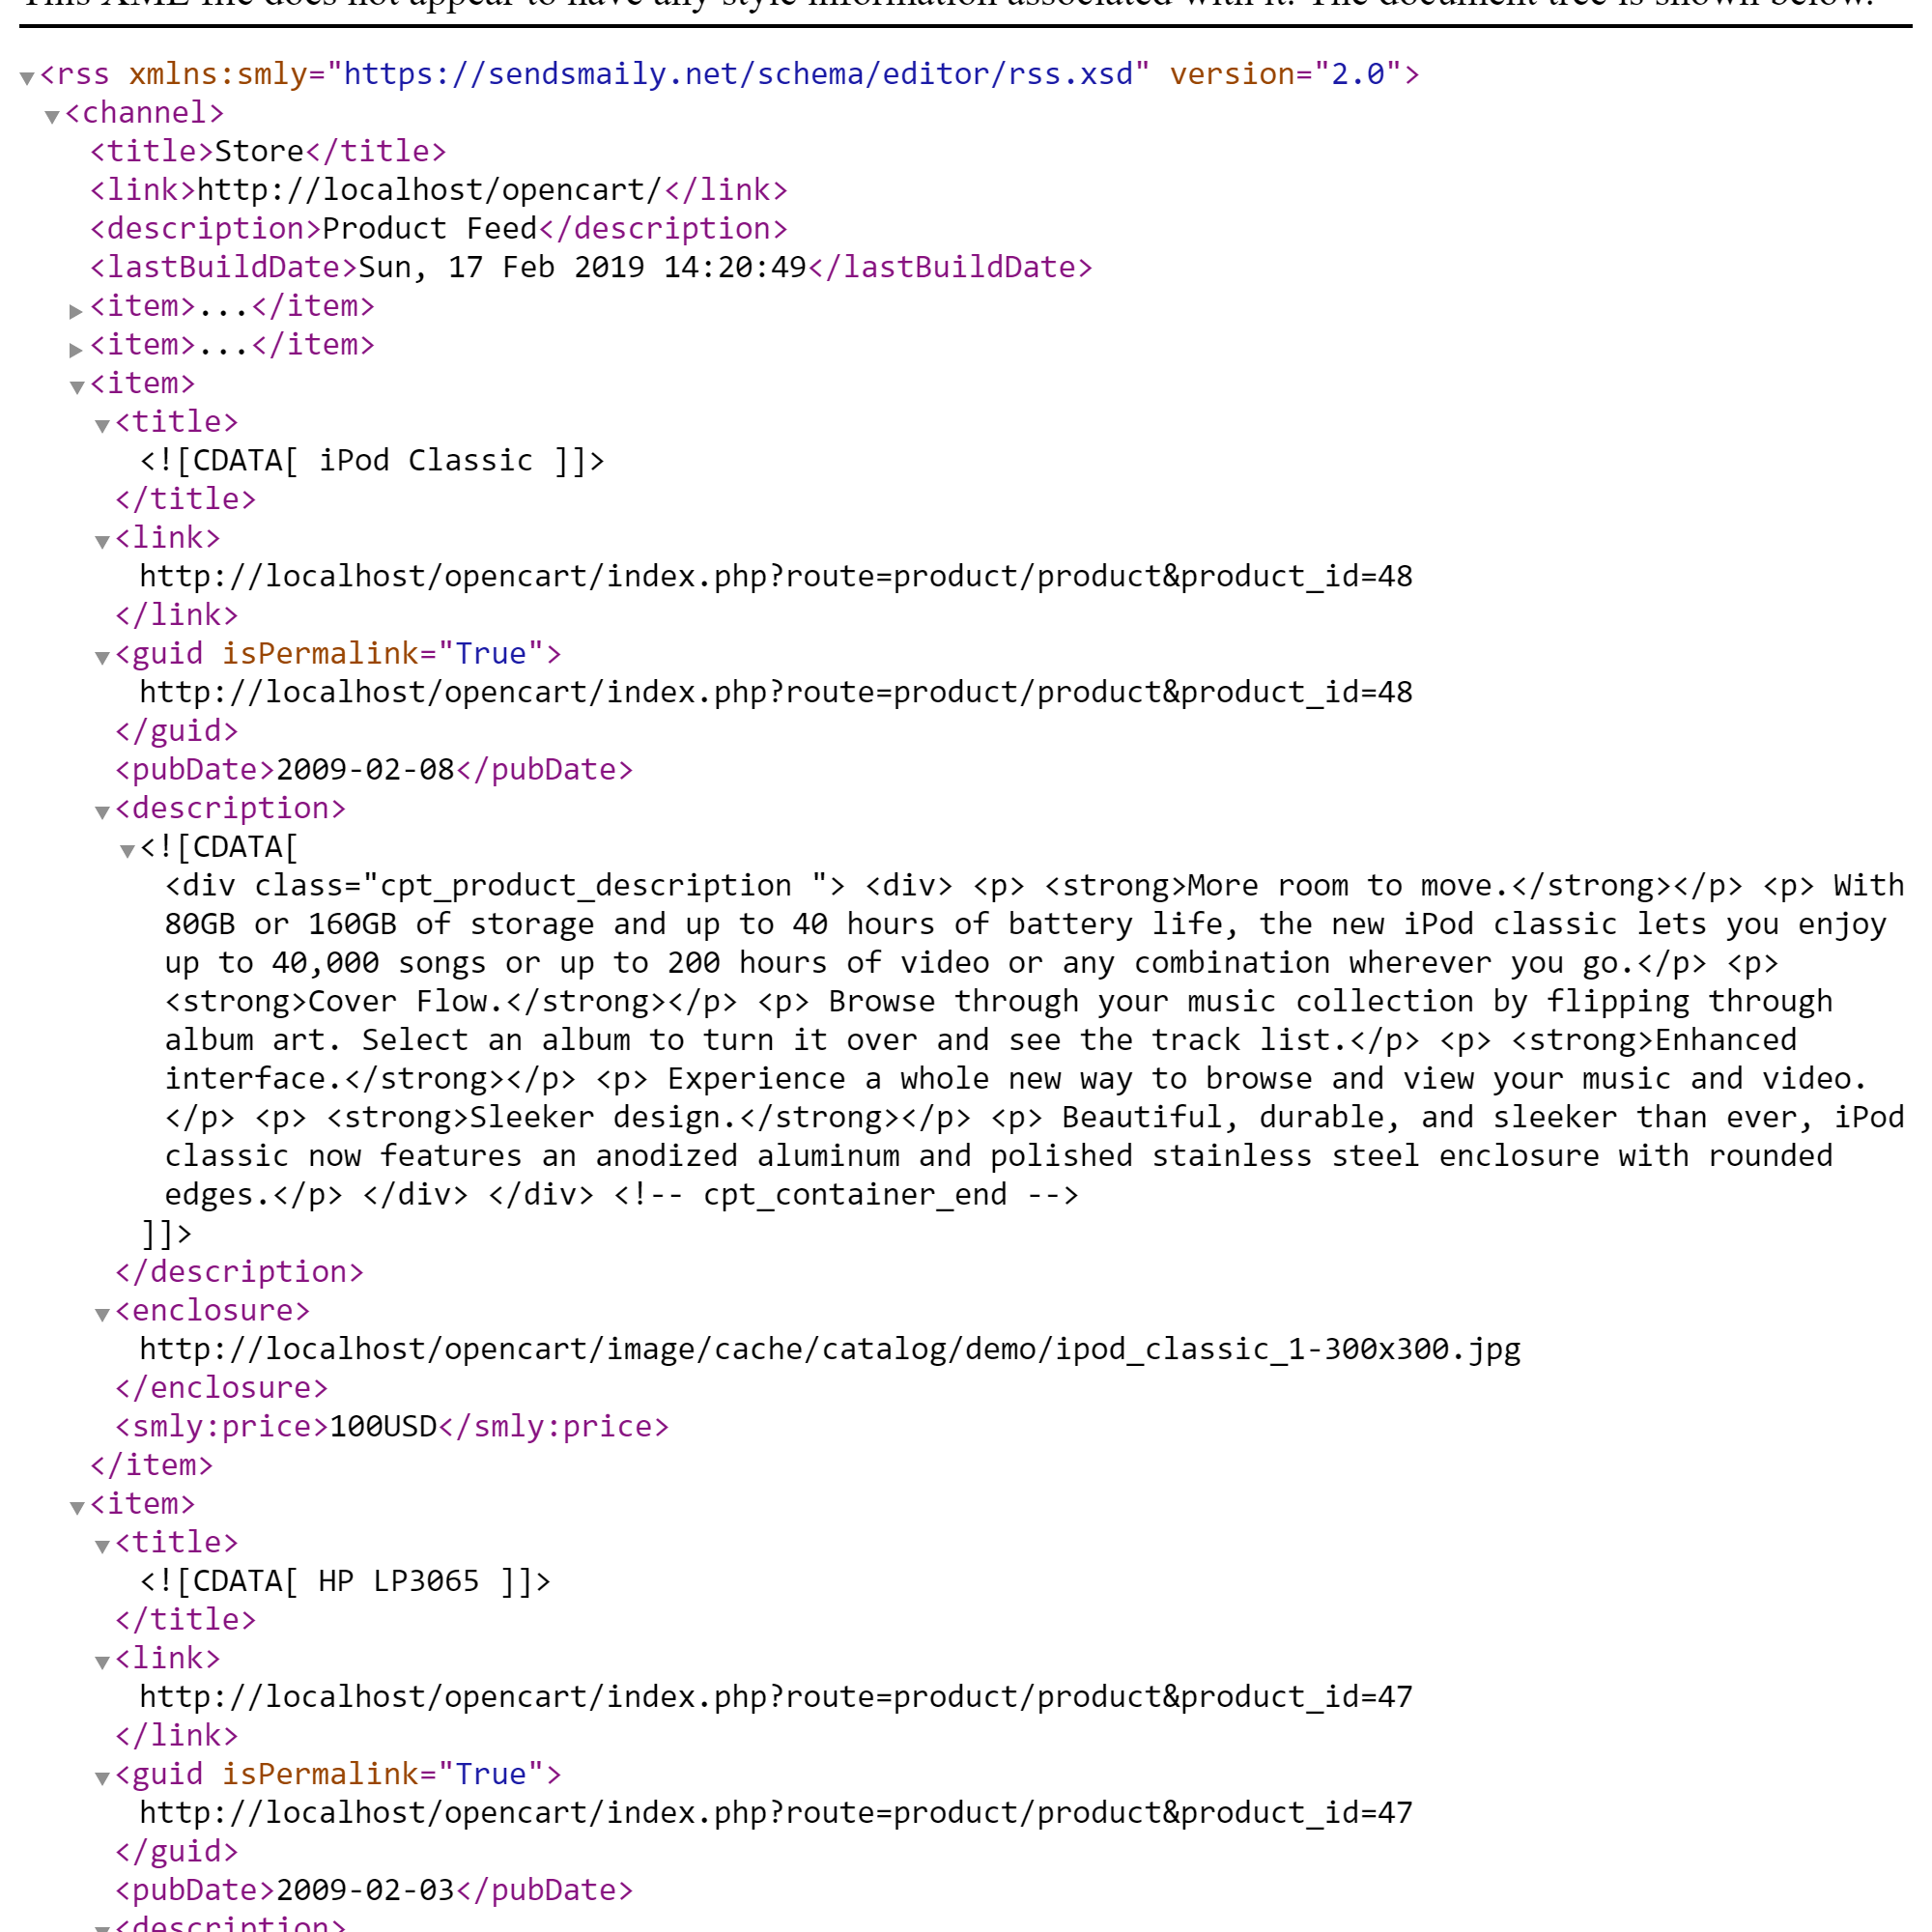 This XML file does not appear to have any style information associated with it. The document tree is shown below.
<rss xmlns:smly="https://sendsmaily.net/schema/editor/rss.xsd" version="2.0">
<channel>
<title>Store</title>
<link>http://localhost/opencart/</link>
<description>Product Feed</description>
<lastBuildDate>Sun, 17 Feb 2019 14:20:49</lastBuildDate>
<item>...</item>
<item>...</item>
<item>
<title>
<![CDATA[ iPod Classic ]]>
</title>
<link>
http://localhost/opencart/index.php?route=product/product&product_id=48
</link>
<guid isPermalink="True">
http://localhost/opencart/index.php?route=product/product&product_id=48
</guid>
<pubDate>2009-02-08</pubDate>
<description>
<![CDATA[
<div class="cpt_product_description "> <div> <p> <strong>More room to move.</strong></p> <p> With
80GB or 160GB of storage and up to 40 hours of battery life, the new iPod classic lets you enjoy
up to 40,000 songs or up to 200 hours of video or any combination wherever you go.</p> <p>
<strong>Cover Flow.</strong></p> <p> Browse through your music collection by flipping through
album art. Select an album to turn it over and see the track list.</p> <p> <strong>Enhanced
interface.</strong></p> <p> Experience a whole new way to browse and view your music and video.
</p> <p> <strong>Sleeker design.</strong></p> <p> Beautiful, durable, and sleeker than ever, iPod
classic now features an anodized aluminum and polished stainless steel enclosure with rounded
edges.</p> </div> </div> <!-- cpt_container_end -->
]]>
</description>
<enclosure>
http://localhost/opencart/image/cache/catalog/demo/ipod_classic_1-300x300.jpg
</enclosure>
<smly:price>100USD</smly:price>
</item>
<item>
<title>
<![CDATA[ HP LP3065 ]]>
</title>
<link>
http://localhost/opencart/index.php?route=product/product&product_id=47
</link>
<guid isPermalink="True">
http://localhost/opencart/index.php?route=product/product&product_id=47
</guid>
<pubDate>2009-02-03</pubDate>
<description>